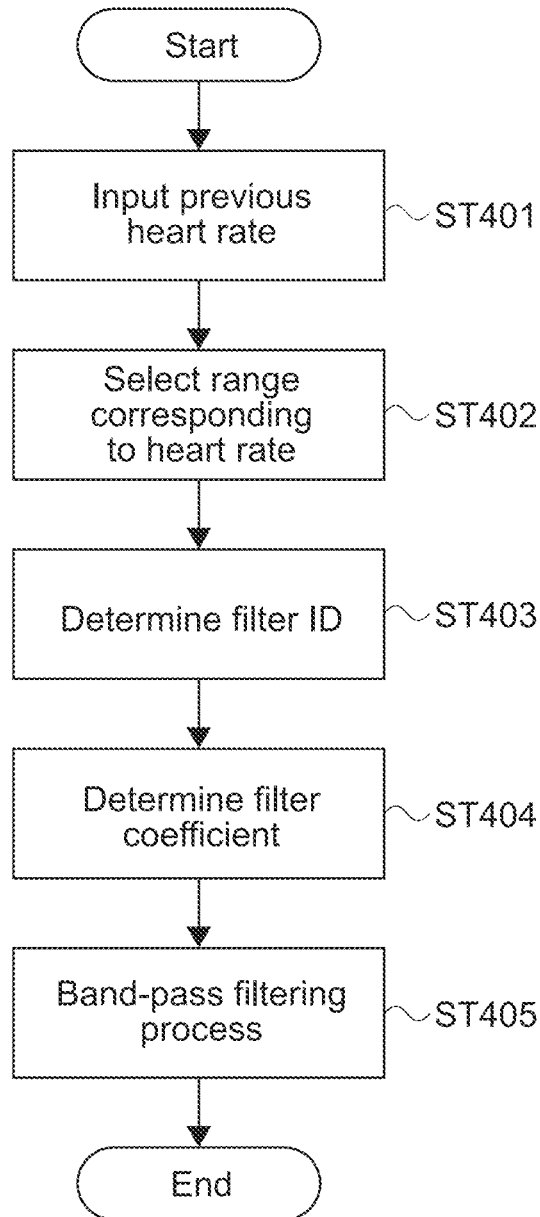 Start
Input previous
heart rate
ST401
Select range
corresponding
to heart rate
ST402
Determine filter ID
ST403
Determine filter
coefficient
ST404
Band-pass filtering
process
ST405
End